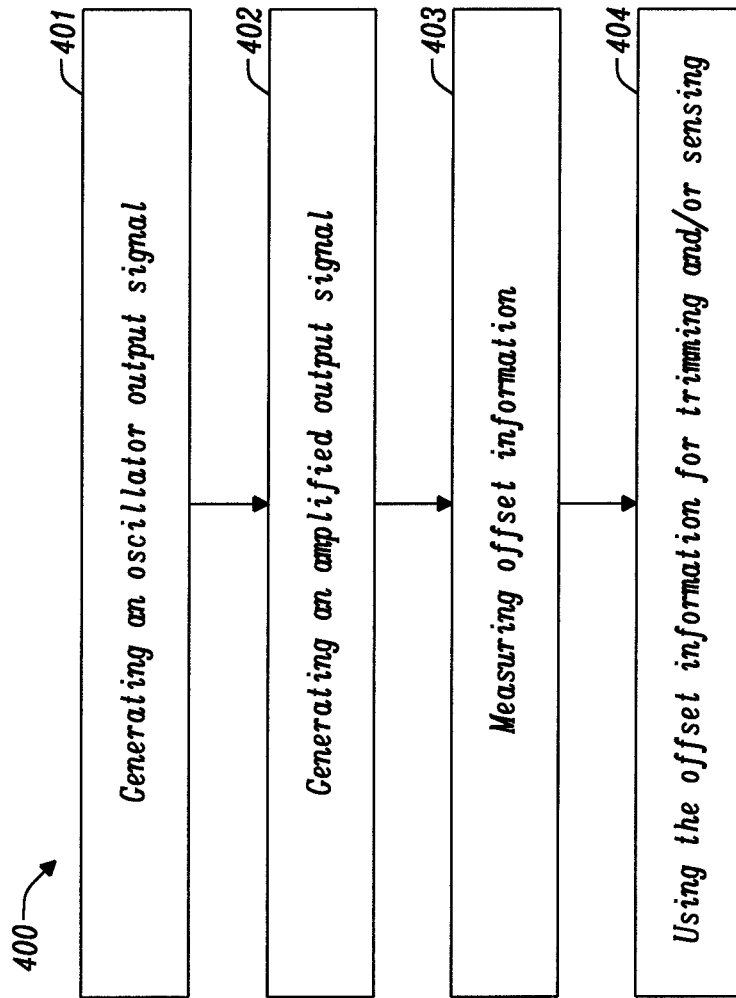 400
401
Generating an oscillator output signal
402
Generating an amplified output signal
403
Measuring offset information
404
Using the offset information for trimming and/or sensing